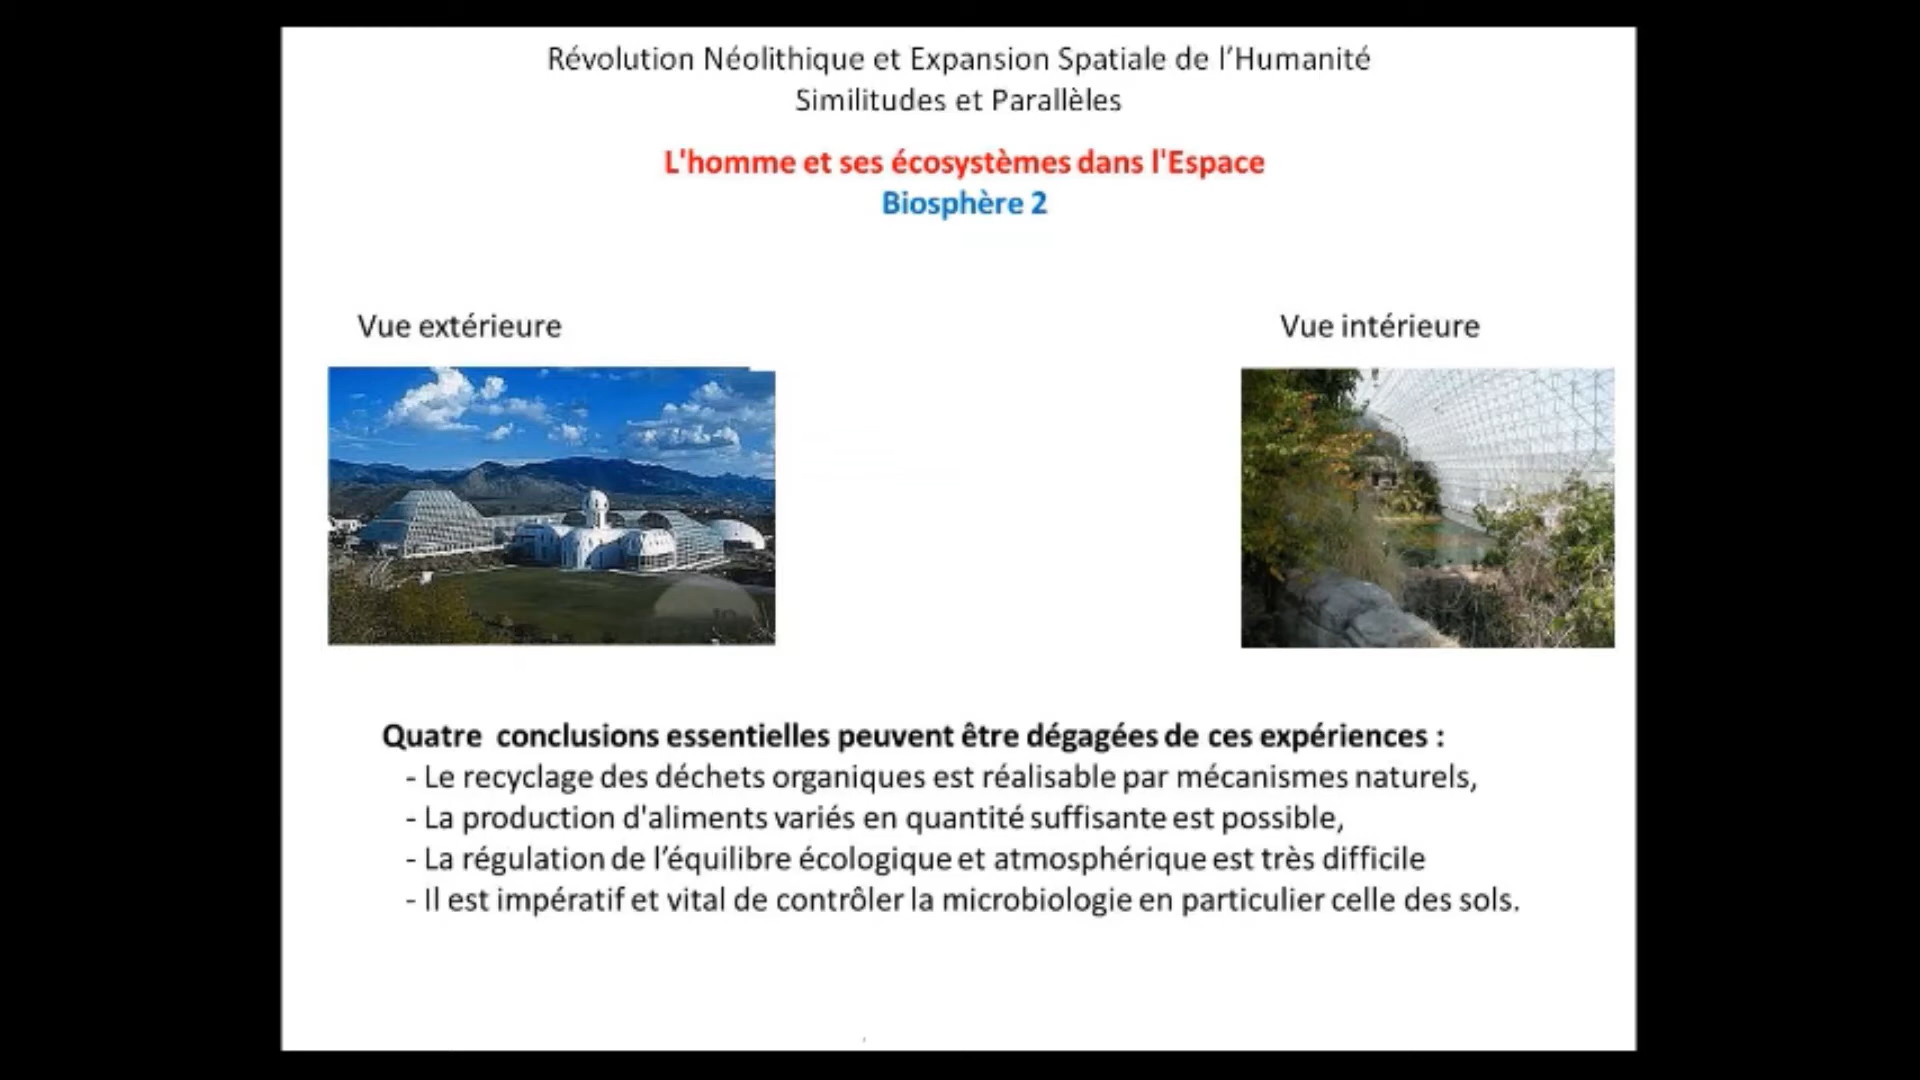 Révolution Néolithique et Expansion Spatiale de l’Humanité
Similitudes et Parallèles
L'homme et ses écosystèmes dans l'Espace
Biosphère 2
Vue extérieure
Vue intérieure
Quatre conclusions essentielles peuvent être dégagées de ces expériences :
- Le recyclage des déchets organiques est réalisable par mécanismes naturels,
- La production d'aliments variés en quantité suffisante est possible,
- La régulation de l’équilibre écologique et atmosphérique est très difficile
- Il est impératif et vital de contrôler la microbiologie en particulier celle des sols.